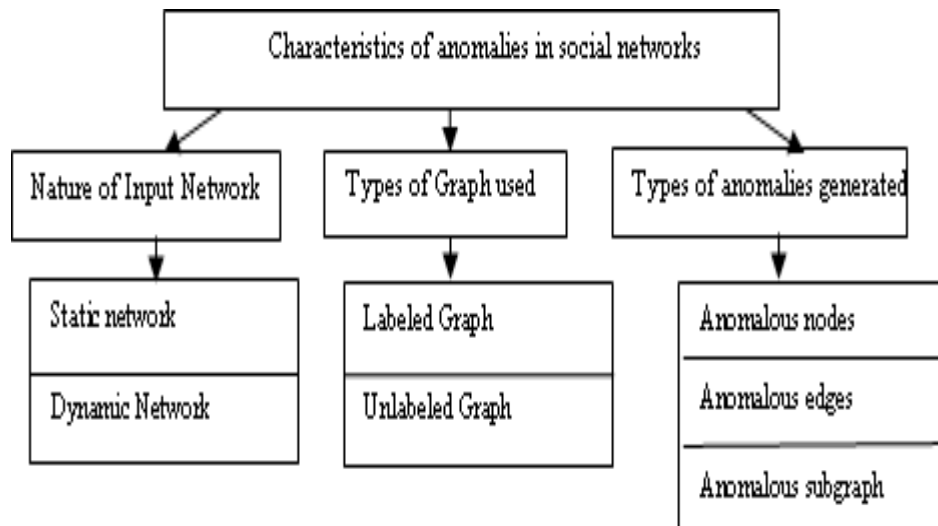 Characteristics of anomalies in social networks
Nature of Input Network
Types of Graph used
Types of anomalies generated
Static network
Dynamic Network
Labeled Graph
Unlabeled Graph
Anomalous nodes
Anomalous edges
Anomalous subgraph